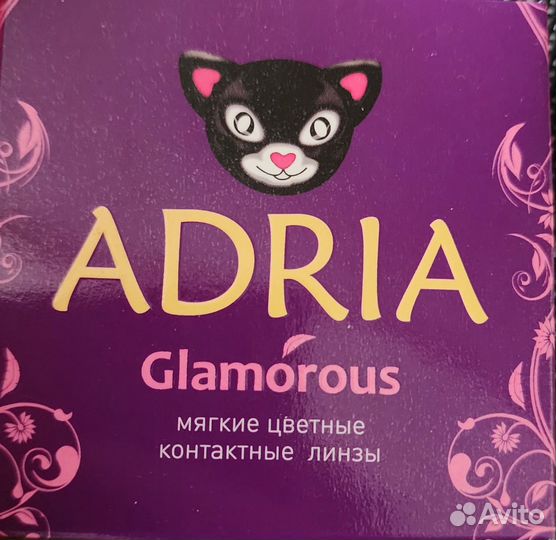 ADRIA
Glamorous
мягкие цветные
контактные линзы
Avito